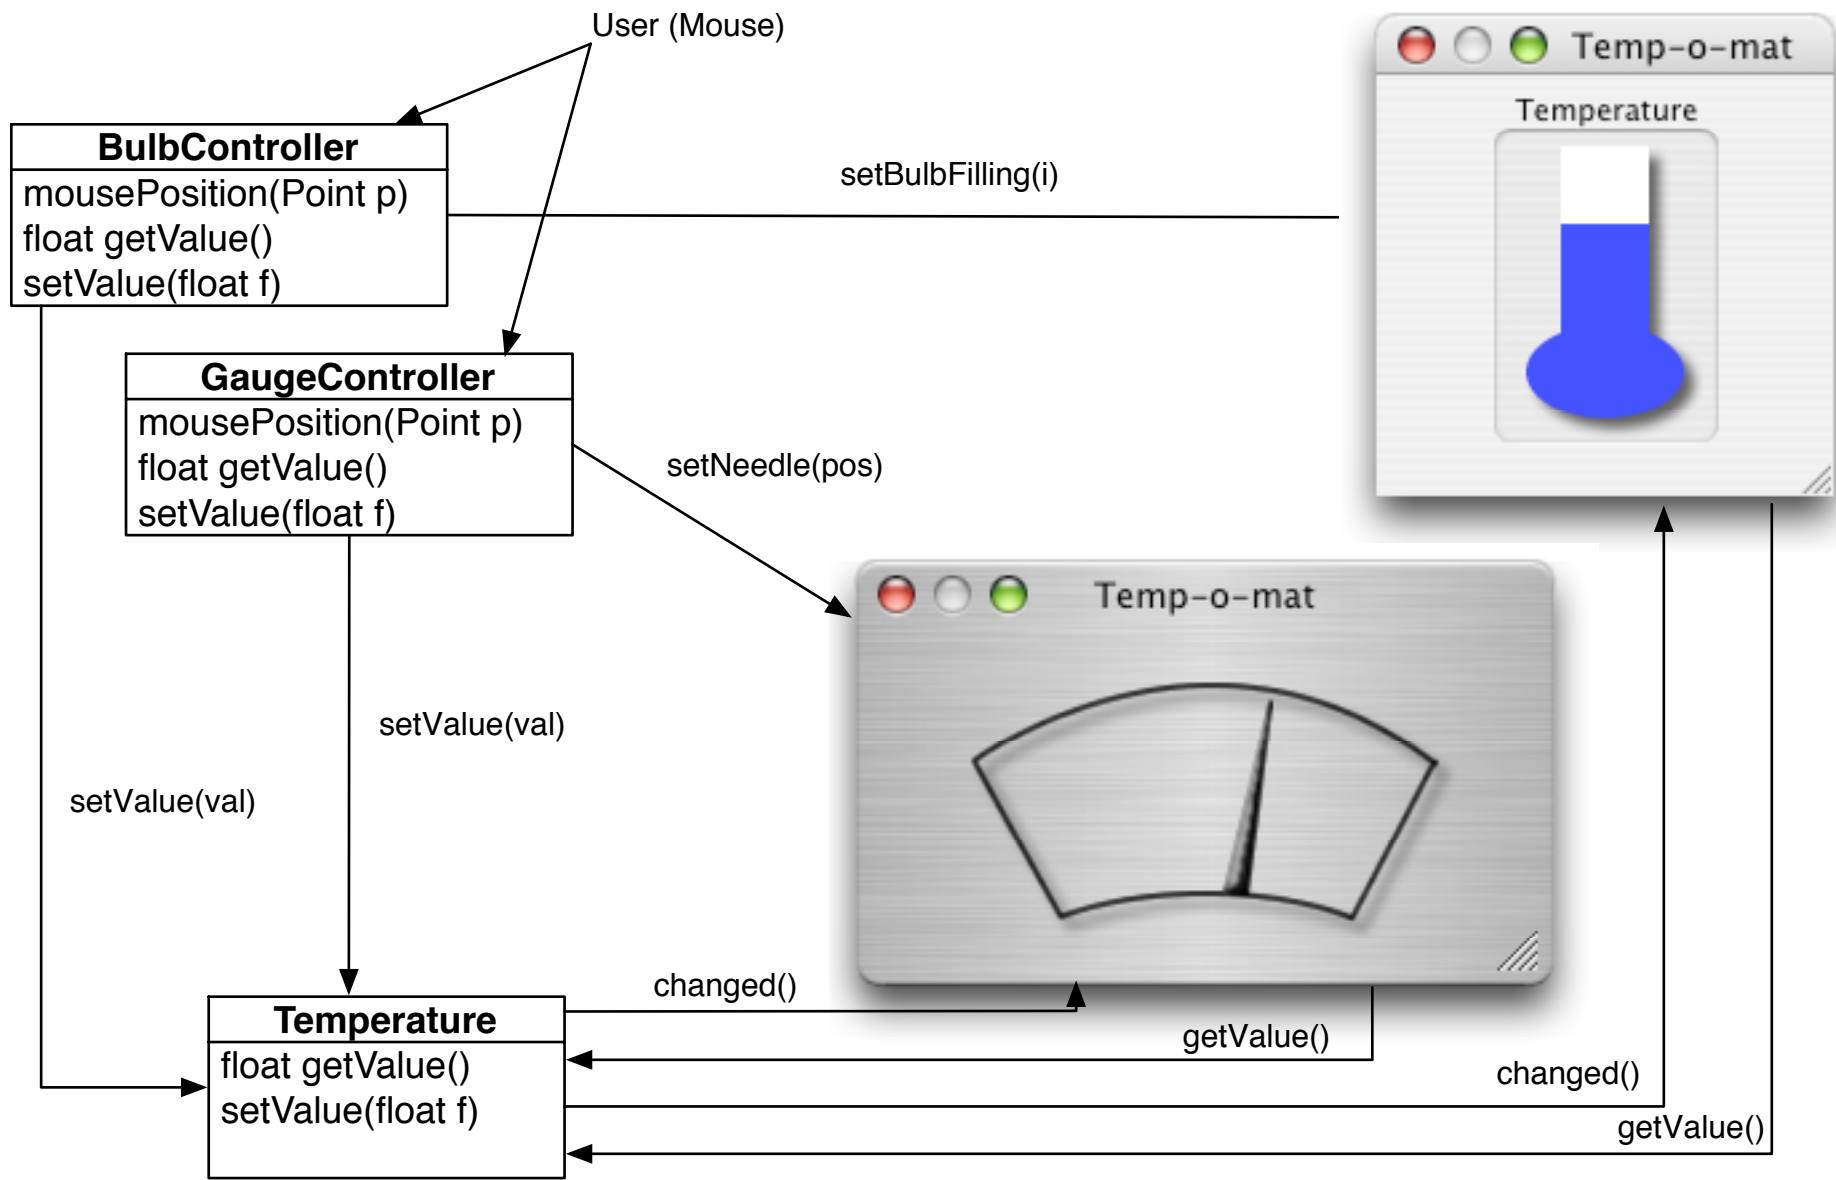 User (Mouse)
Temp-o-mat
Temperature
BulbController
mousePosition(Point p)
float getValue()
setValue(float f)
setBulbFilling(i)
GaugeController
mousePosition(Point p)
float getValue()
setValue(float f)
setNeedle(pos)
Temp-o-mat
setValue(val)
setValue(val)
changed()
Temperature
float getValue()
setValue(float f)
getValue()
changed()
getValue()